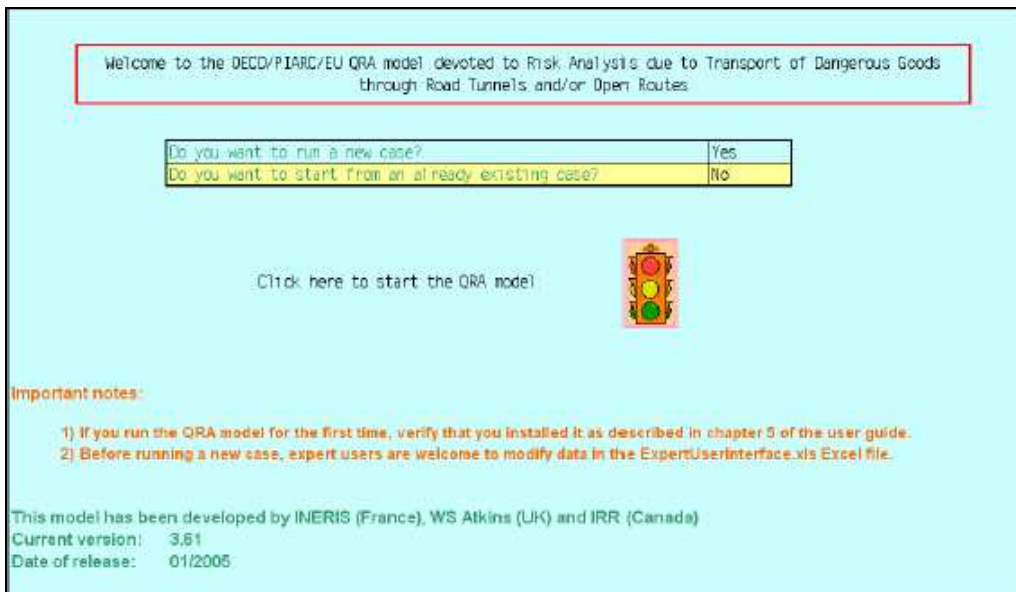 Welcome to the OECD/PIARC/EU QRA model devoted to Risk Analysis due to Transport of Dangerous Goods
through Road Tunnels and/or Open Routes
Do you want to run a new case? Yes
Do you want to start from an already existing case? No
Click here to start the QRA model
Important notes:
1) If you run the QRA model for the first time, verify that you installed it as described in chapter 5 of the user guide.
2) Before running a new case, expert users are welcome to modify data in the ExpertUserInterface.xls Excel file.
This model has been developed by INERIS (France), WS Atkins (UK) and IRR (Canada)
Current version: 3.61
Date of release: 01/2005